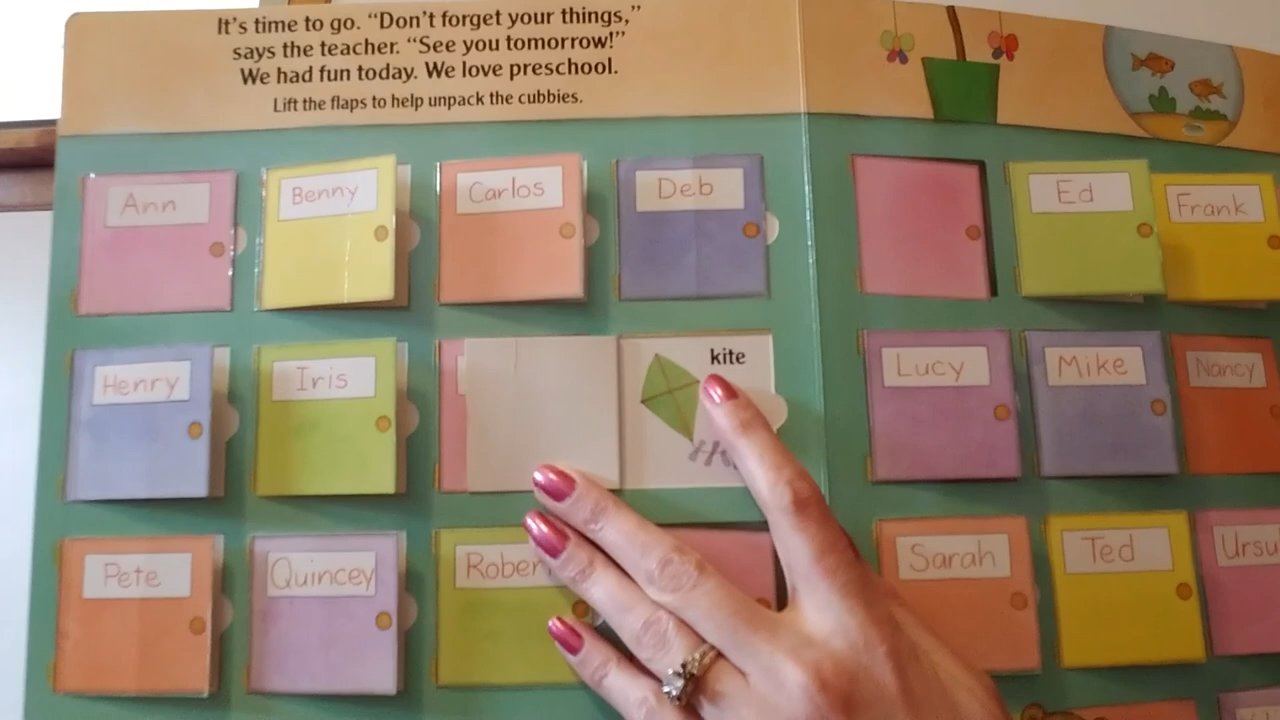 It's time to go. “Don't forget your things,”
says the teacher. “See you tomorrow!”
We had fun today. We love preschool.
Lift the flaps to help unpack the cubbies.
Ann
Benny
Carlos
Deb
Ed
Frank
Henry
Iris
kite
Lucy
Mike
Nancy
Pete
Quincey
Sarah
Ted